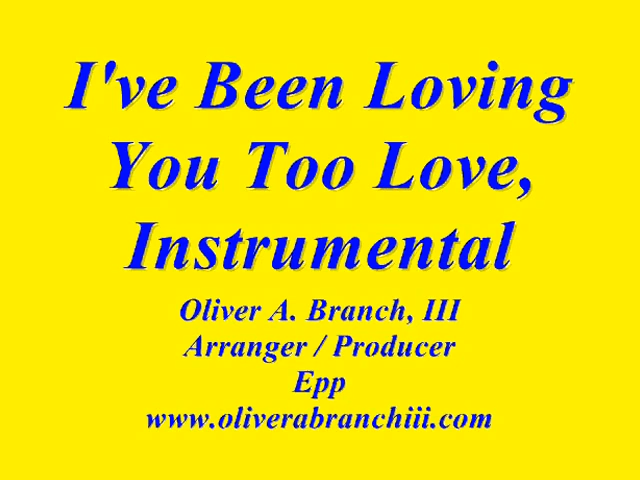 I've Been Loving
You Too Love,
Instrumental
Oliver A. Branch, III
Arranger / Producer
Epp
www.oliverabranchiii.com